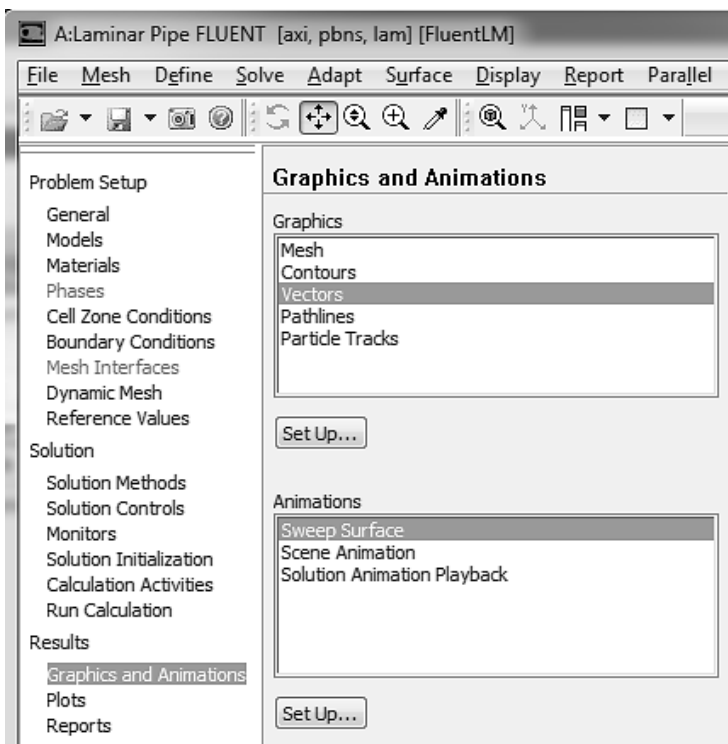 A:Laminar Pipe FLUENT [axi, pbns, lam] [FluentLM]
File Mesh Define Solve Adapt Surface Display Report Parallel
Problem Setup
General
Models
Materials
Phases
Cell Zone Conditions
Boundary Conditions
Mesh Interfaces
Dynamic Mesh
Reference Values
Solution
Solution Methods
Solution Controls
Monitors
Solution Initialization
Calculation Activities
Run Calculation
Results
Graphics and Animations
Plots
Reports
Graphics and Animations
Graphics
Mesh
Contours
Vectors
Pathlines
Particle Tracks
Set Up...
Animations
Sweep Surface
Scene Animation
Solution Animation Playback
Set Up...